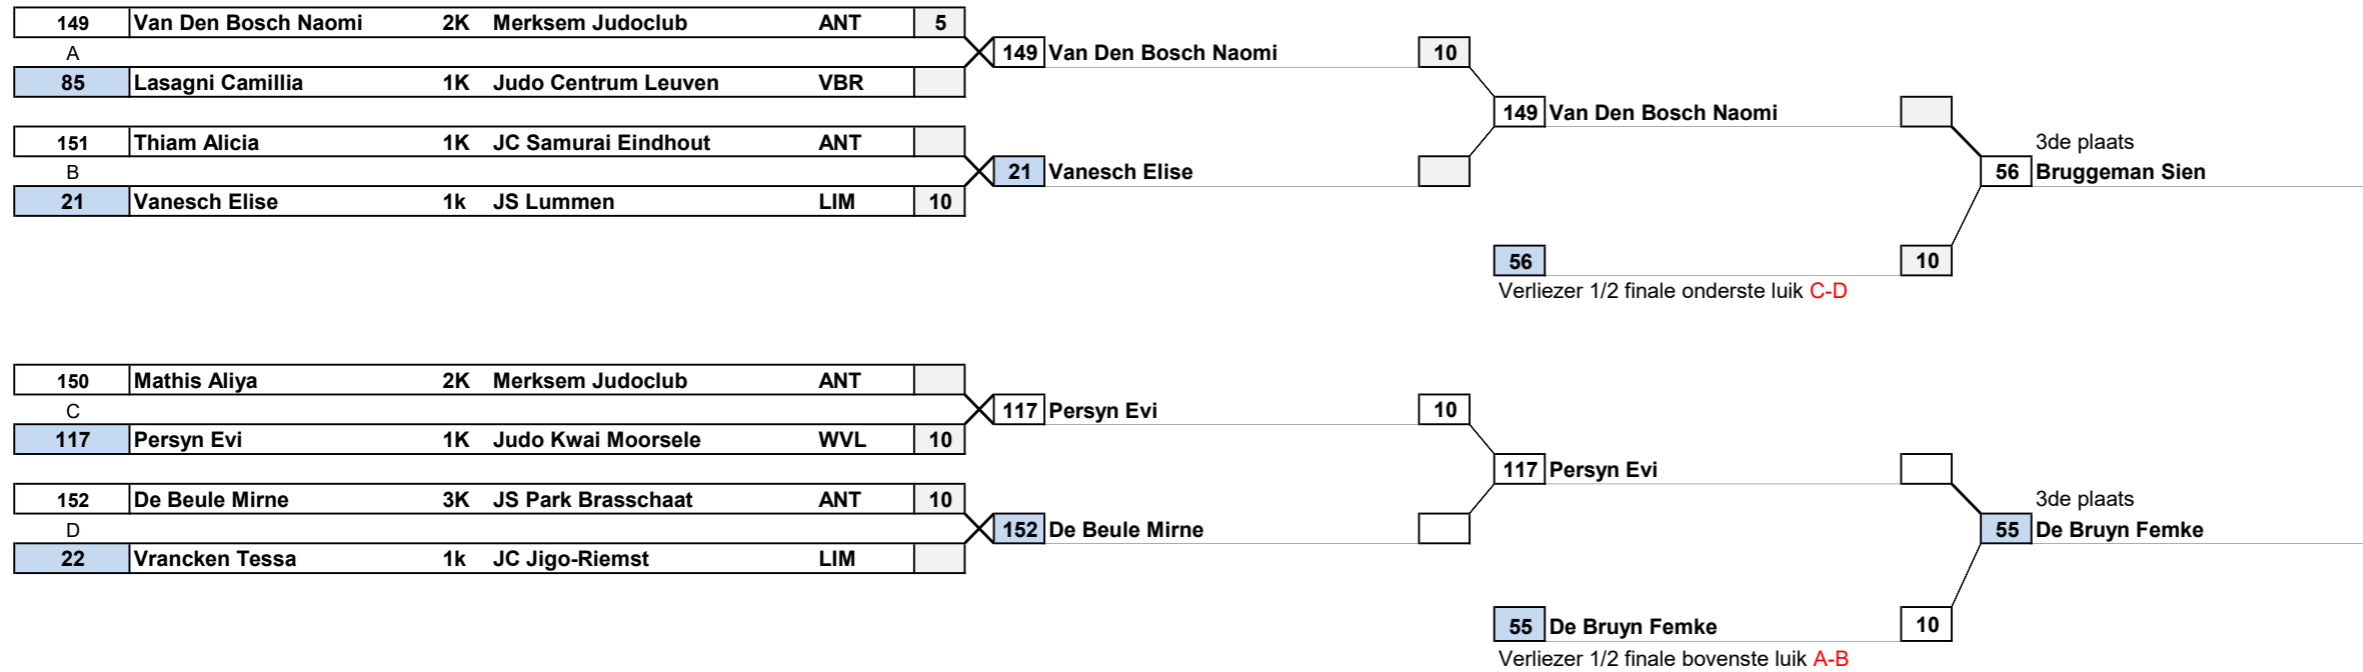 149 Van Den Bosch Naomi 2K Merksem Judoclub ANT 5
A
149 Van Den Bosch Naomi 10
85 Lasagni Camillia 1K Judo Centrum Leuven VBR
149 Van Den Bosch Naomi
151 Thiam Alicia 1K JC Samurai Eindhout ANT
3de plaats
B
21 Vanesch Elise
56 Bruggeman Sien
21 Vanesch Elise 1k JS Lummen LIM 10
56 10
Verliezer 1/2 finale onderste luik C-D
150 Mathis Aliya 2K Merksem Judoclub ANT
C
117 Persyn Evi 10
117 Persyn Evi 1K Judo Kwai Moorsele WVL 10
117 Persyn Evi
152 De Beule Mirne 3K JS Park Brasschaat ANT 10
3de plaats
D
152 De Beule Mirne
55 De Bruyn Femke
22 Vrancken Tessa 1k JC Jigo-Riemst LIM
55 De Bruyn Femke 10
Verliezer 1/2 finale bovenste luik A-B